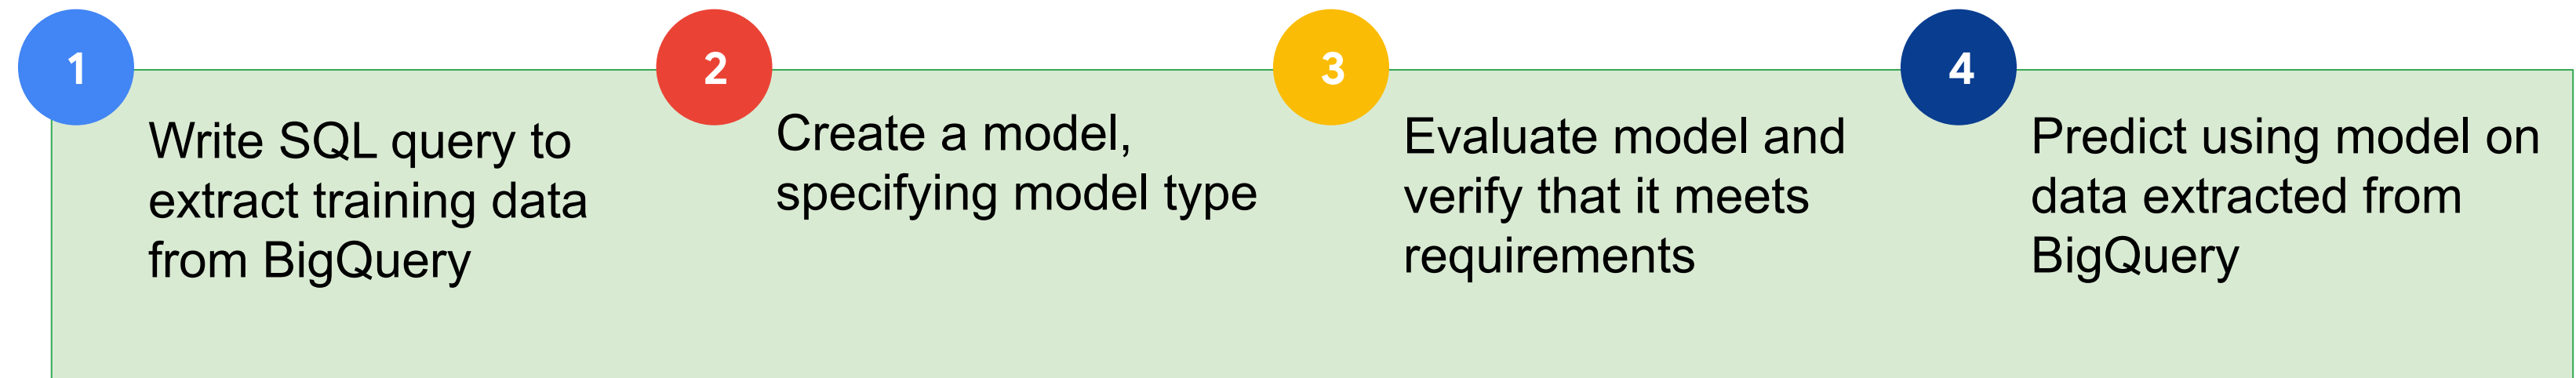 1
Write SQL query to
extract training data
from BigQuery
2
Create a model,
specifying model type
3
Evaluate model and
verify that it meets
requirements
4
Predict using model on
data extracted from
BigQuery